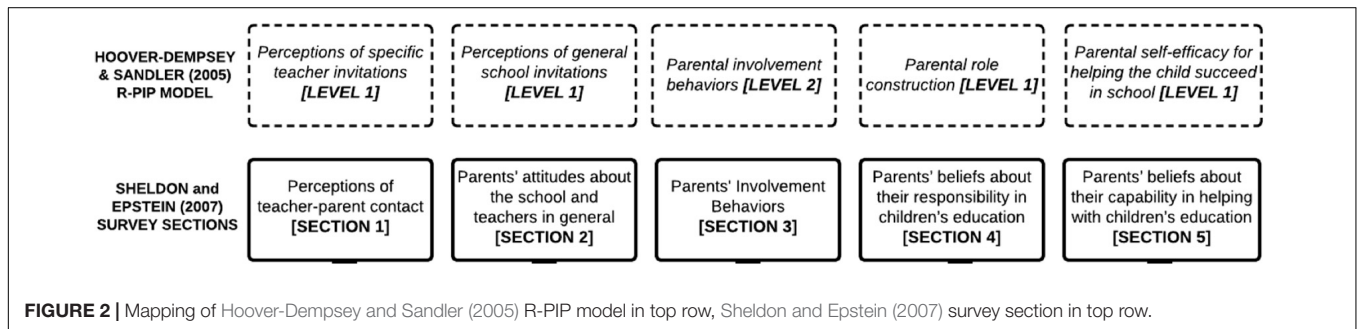 HOOVER-DEMPSEY
& SANDLER (2005)
R-PIP MODEL
Perceptions of specific
teacher invitations
[LEVEL 1]
Perceptions of general
school invitations
[LEVEL 1]
Parental involvement
behaviors [LEVEL 2]
Parental role
construction [LEVEL 1]
Parental self-efficacy for
helping the child succeed
in school [LEVEL 1]
SHELDON and
EPSTEIN (2007)
SURVEY SECTIONS
Perceptions of
teacher-parent contact
[SECTION 1]
Parents' attitudes about
the school and
teachers in general
[SECTION 2]
Parents' Involvement
Behaviors
[SECTION 3]
Parents' beliefs about
their responsibility in
children's education
[SECTION 4]
Parents' beliefs about
their capability in helping
with children's education
[SECTION 5]
FIGURE 2 | Mapping of Hoover-Dempsey and Sandler (2005) R-PIP model in top row, Sheldon and Epstein (2007) survey section in top row.